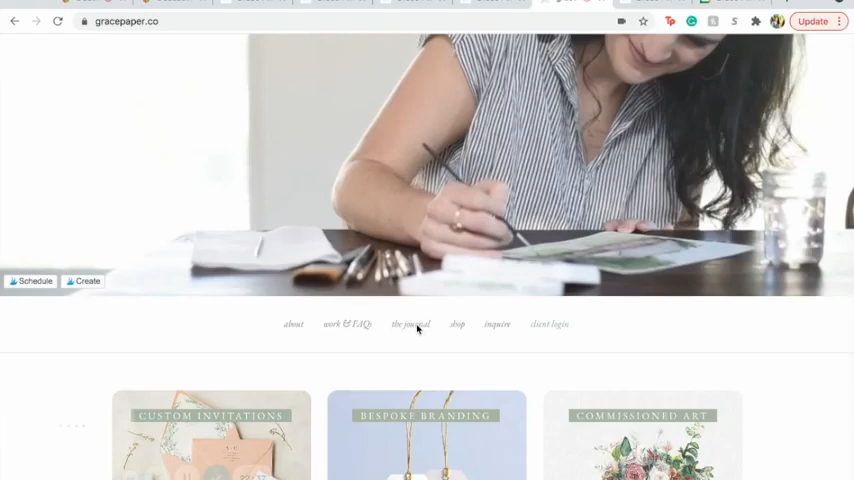 gracepaper.co
Update
Schedule
Create
about
work & FAQs
the journal
shop
inquire
client login
CUSTOM INVITATIONS
BESPOKE BRANDING
COMMISSIONED ART